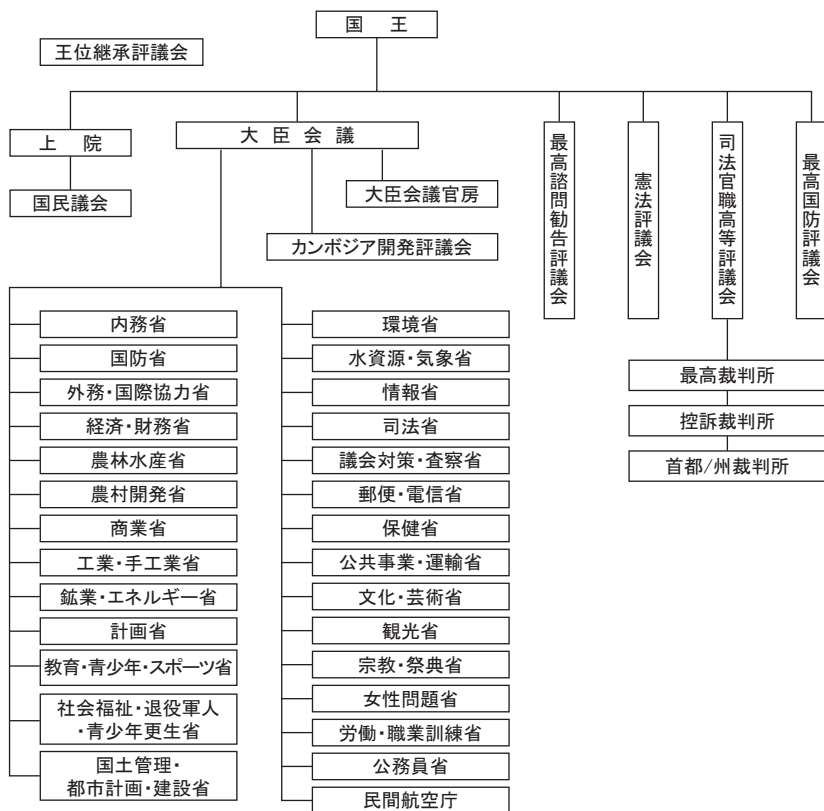 国 王
王位継承評議会
上 院
大 臣 会 議
最高諮問勧告評議会
憲法評議会
司法官職高等評議会
最高国防評議会
国民議会
大臣会議官房
カンボジア開発評議会
内務省
国防省
外務・国際協力省
経済・財務省
農林水産省
農村開発省
商業省
工業・手工業省
鉱業・エネルギー省
計画省
教育・青少年・スポーツ省
社会福祉・退役軍人
・青少年更生省
国土管理・
都市計画・建設省
環境省
水資源・気象省
情報省
司法省
議会対策・査察省
郵便・電信省
保健省
公共事業・運輸省
文化・芸術省
観光省
宗教・祭典省
女性問題省
労働・職業訓練省
公務員省
民間航空庁
最高裁判所
控訴裁判所
首都/州裁判所